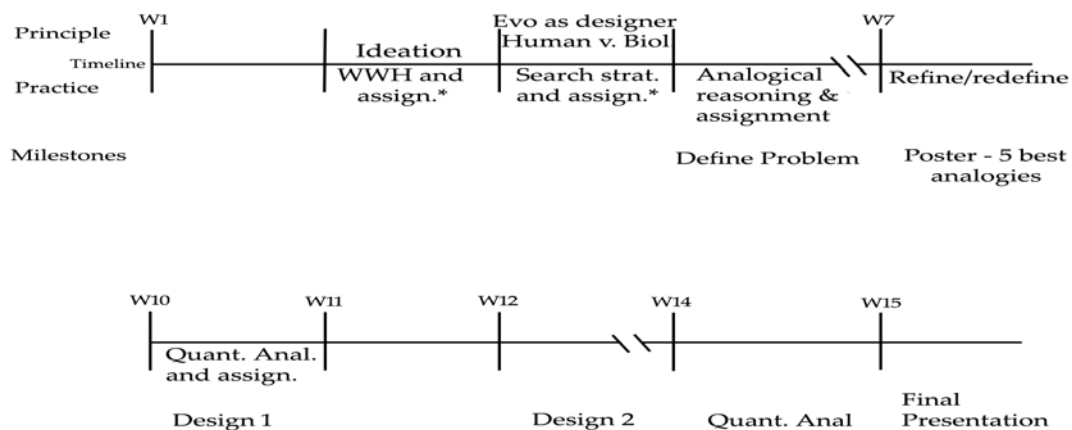 W1
W7
Principle
Ideation
Evo as designer
Human v. Biol
Timeline
Practice
WWH and
assign.*
Search strat.
and assign.*
Analogical
reasoning &
assignment
Refine/redefine
Milestones
Define Problem
Poster - 5 best
analogies
W10
W11
W12
W14
W15
Quant. Anal.
and assign.
Design 1
Design 2
Quant. Anal
Final
Presentation